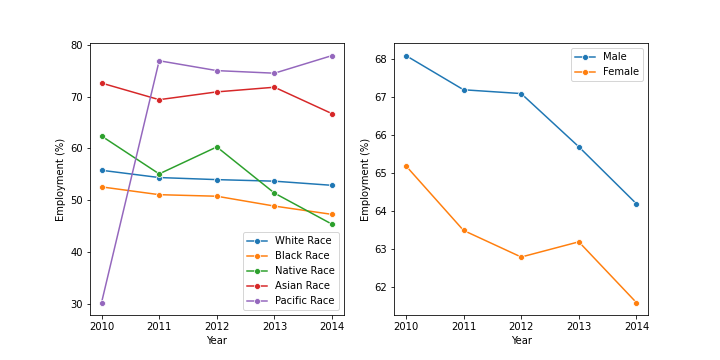 80
70
60
50
40
30
Employment (%)
2010 2011 2012 2013 2014
Year
White Race
Black Race
Native Race
Asian Race
Pacific Race
68
67
66
65
64
63
62
Employment (%)
2010 2011 2012 2013 2014
Year
Male
Female